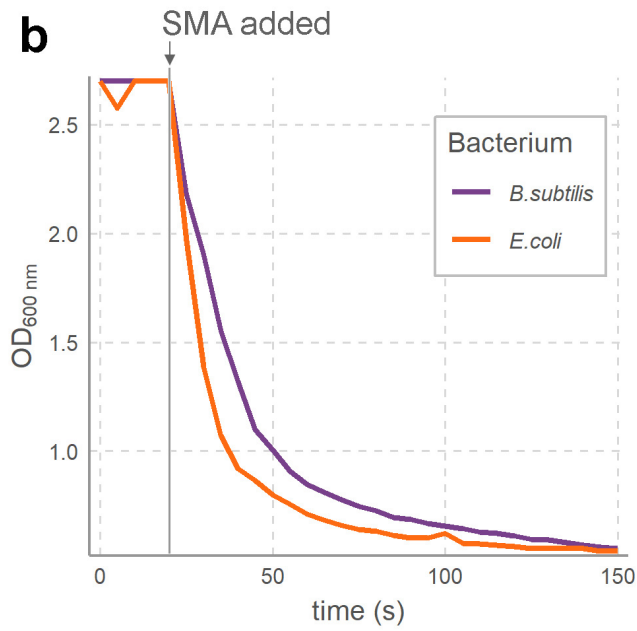 b
SMA added
2.5
2.0
1.5
1.0
OD600 nm
Bacterium
B.subtilis
E.coli
0
50
100
150
time (s)